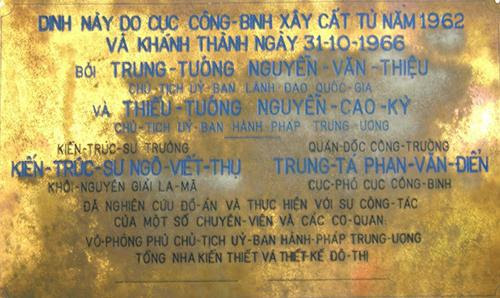 DINH NÀY DO CỤC CÔNG-BINH XÂY CẤT TỪ NĂM 1962
VÀ KHÁNH THÀNH NGÀY 31-10-1966
BỞI TRUNG-TƯỚNG NGUYỄN-VĂN-THIỆU
CHỦ-TỊCH UỶ-BAN LÃNH ĐẠO QUỐC-GIA
VÀ THIẾU-TƯỚNG NGUYỄN-CAO-KỲ
CHỦ-TỊCH UỶ-BAN HÀNH PHÁP TRUNG-ƯƠNG
KIẾN-TRÚC-SƯ TRƯỞNG QUẢN-ĐỐC CÔNG-TRƯỜNG
KIẾN-TRÚC-SƯ NGÔ-VIẾT-THỤ TRUNG-TÁ PHAN-VĂN-ĐIỂN
KHÔI-NGUYÊN GIẢI LA-MÃ CỤC-PHÓ CỤC CÔNG-BINH
ĐÃ NGHIÊN CỨU ĐỒ-ÁN VÀ THỰC HIỆN VỚI SỰ CỘNG-TÁC
CỦA MỘT SỐ CHUYÊN-VIÊN VÀ CÁC CƠ-QUAN:
VÕ-PHÒNG PHỦ CHỦ-TỊCH UỶ-BAN HÀNH-PHÁP TRUNG-ƯƠNG
TỔNG NHA KIẾN THIẾT VÀ THIẾT-KẾ ĐÔ-THỊ